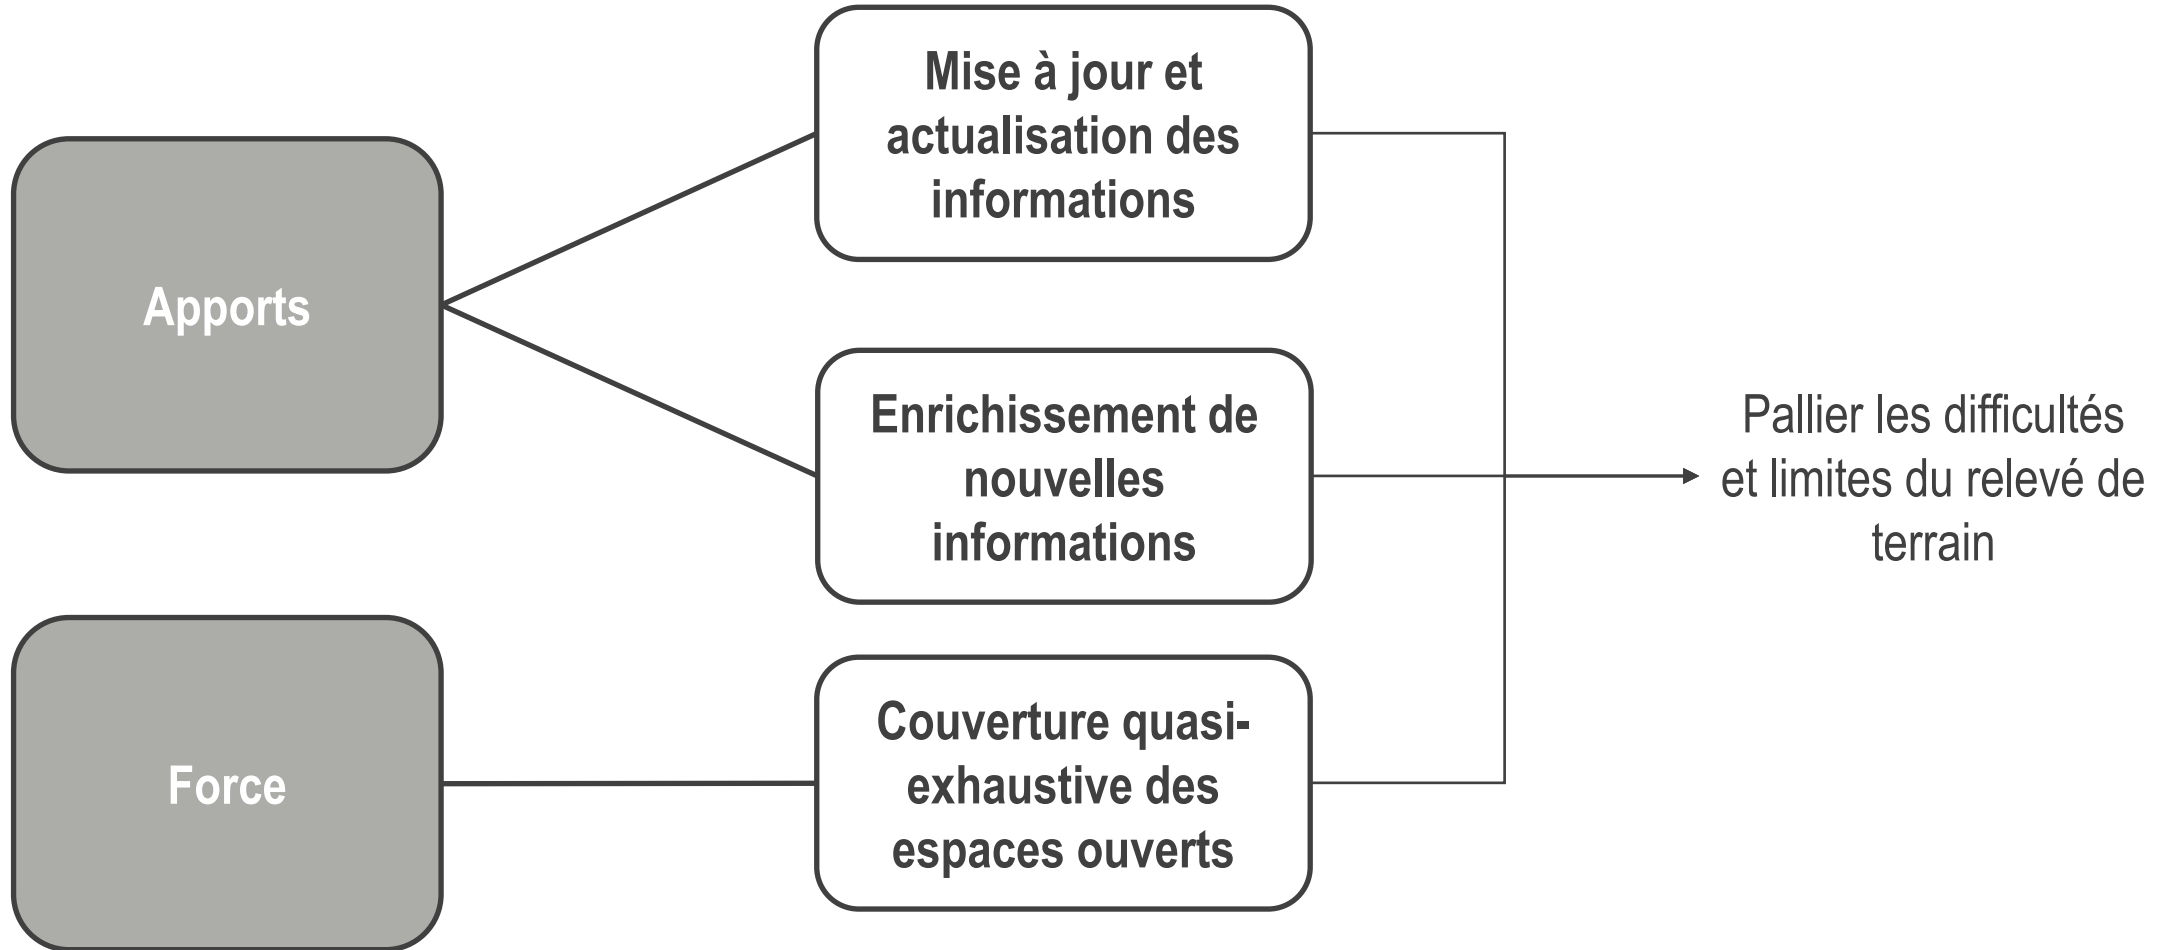 Apports
Mise à jour et
actualisation des
informations
Enrichissement de
nouvelles
informations
Force
Couverture quasi-
exhaustive des
espaces ouverts
Pallier les difficultés
et limites du relevé de
terrain